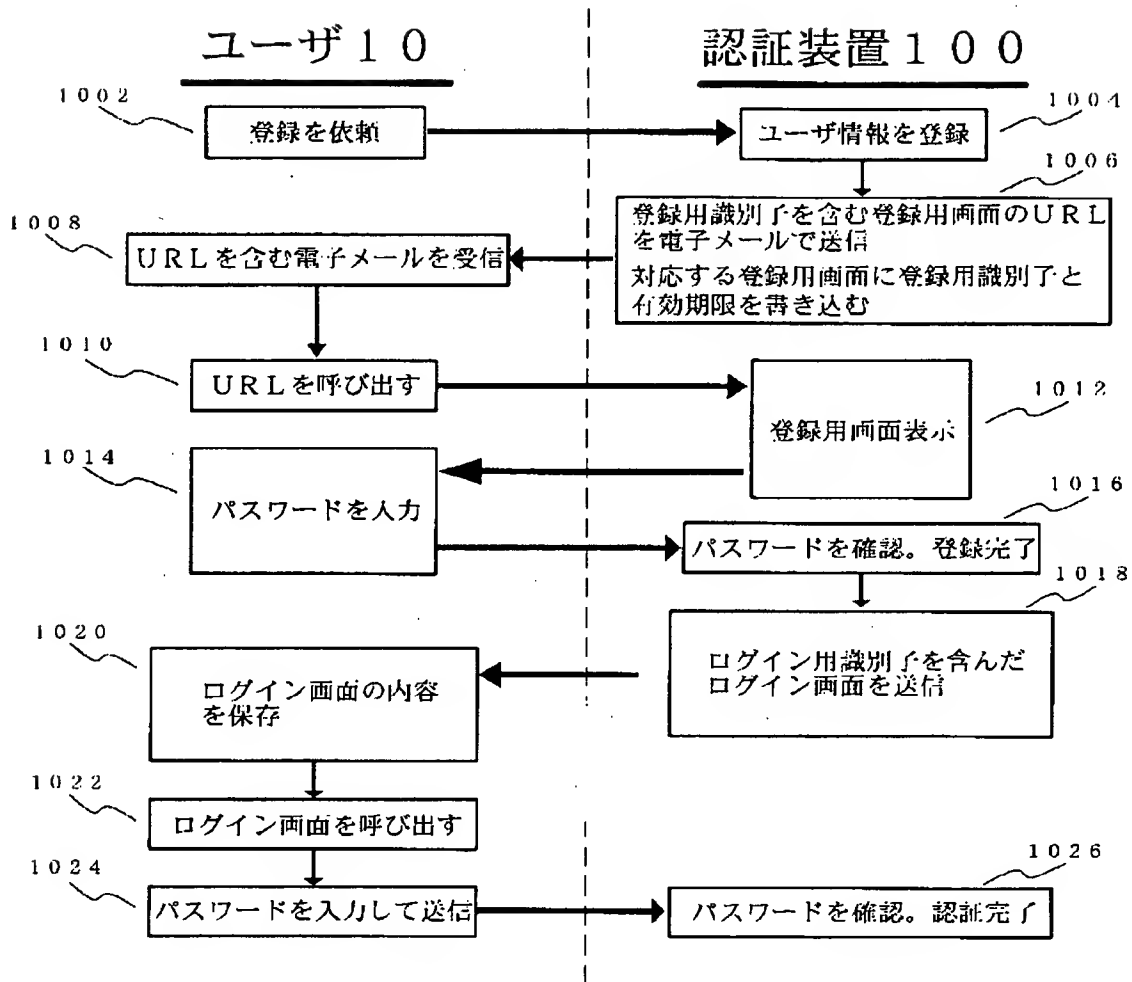 ユーザ１０
認証装置１００
１００２
登録を依頼
１００４
ユーザ情報を登録
１００６
登録用識別子を含む登録用画面のＵＲＬ
を電子メールで送信
対応する登録用画面に登録用識別子と
有効期限を書き込む
１００８
ＵＲＬを含む電子メールを受信
１０１０
ＵＲＬを呼び出す
１０１２
登録用画面表示
１０１４
パスワードを入力
１０１６
パスワードを確認。登録完了
１０１８
ログイン用識別子を含んだ
ログイン画面を送信
１０２０
ログイン画面の内容
を保存
１０２２
ログイン画面を呼び出す
１０２４
パスワードを入力して送信
１０２６
パスワードを確認。認証完了